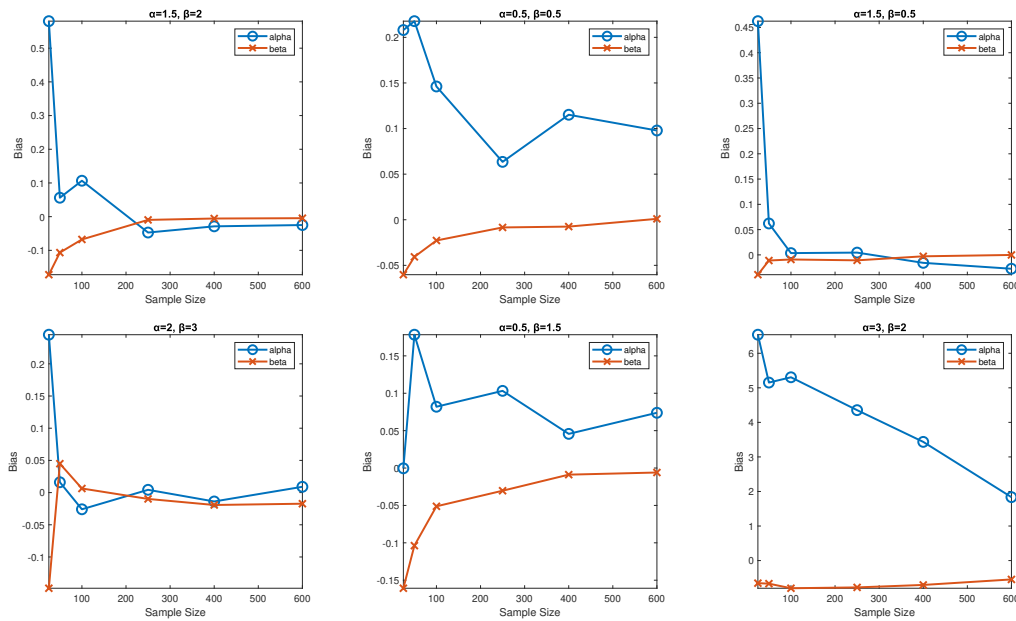 α=1.5, β=2
0.5
0.4
0.3
0.2
0.1
0
-0.1
Bias
100 200 300 400 500 600
Sample Size
alpha
beta
α=0.5, β=0.5
0.2
0.15
0.1
0.05
0
-0.05
Bias
100 200 300 400 500 600
Sample Size
alpha
beta
α=1.5, β=0.5
0.45
0.4
0.35
0.3
0.25
0.2
0.15
0.1
0.05
0
Bias
100 200 300 400 500 600
Sample Size
alpha
beta
α=2, β=3
0.2
0.15
0.1
0.05
0
-0.05
-0.1
Bias
100 200 300 400 500 600
Sample Size
alpha
beta
α=0.5, β=1.5
0.15
0.1
0.05
0
-0.05
-0.1
-0.15
Bias
100 200 300 400 500 600
Sample Size
alpha
beta
α=3, β=2
6
5
4
3
2
1
0
Bias
100 200 300 400 500 600
Sample Size
alpha
beta